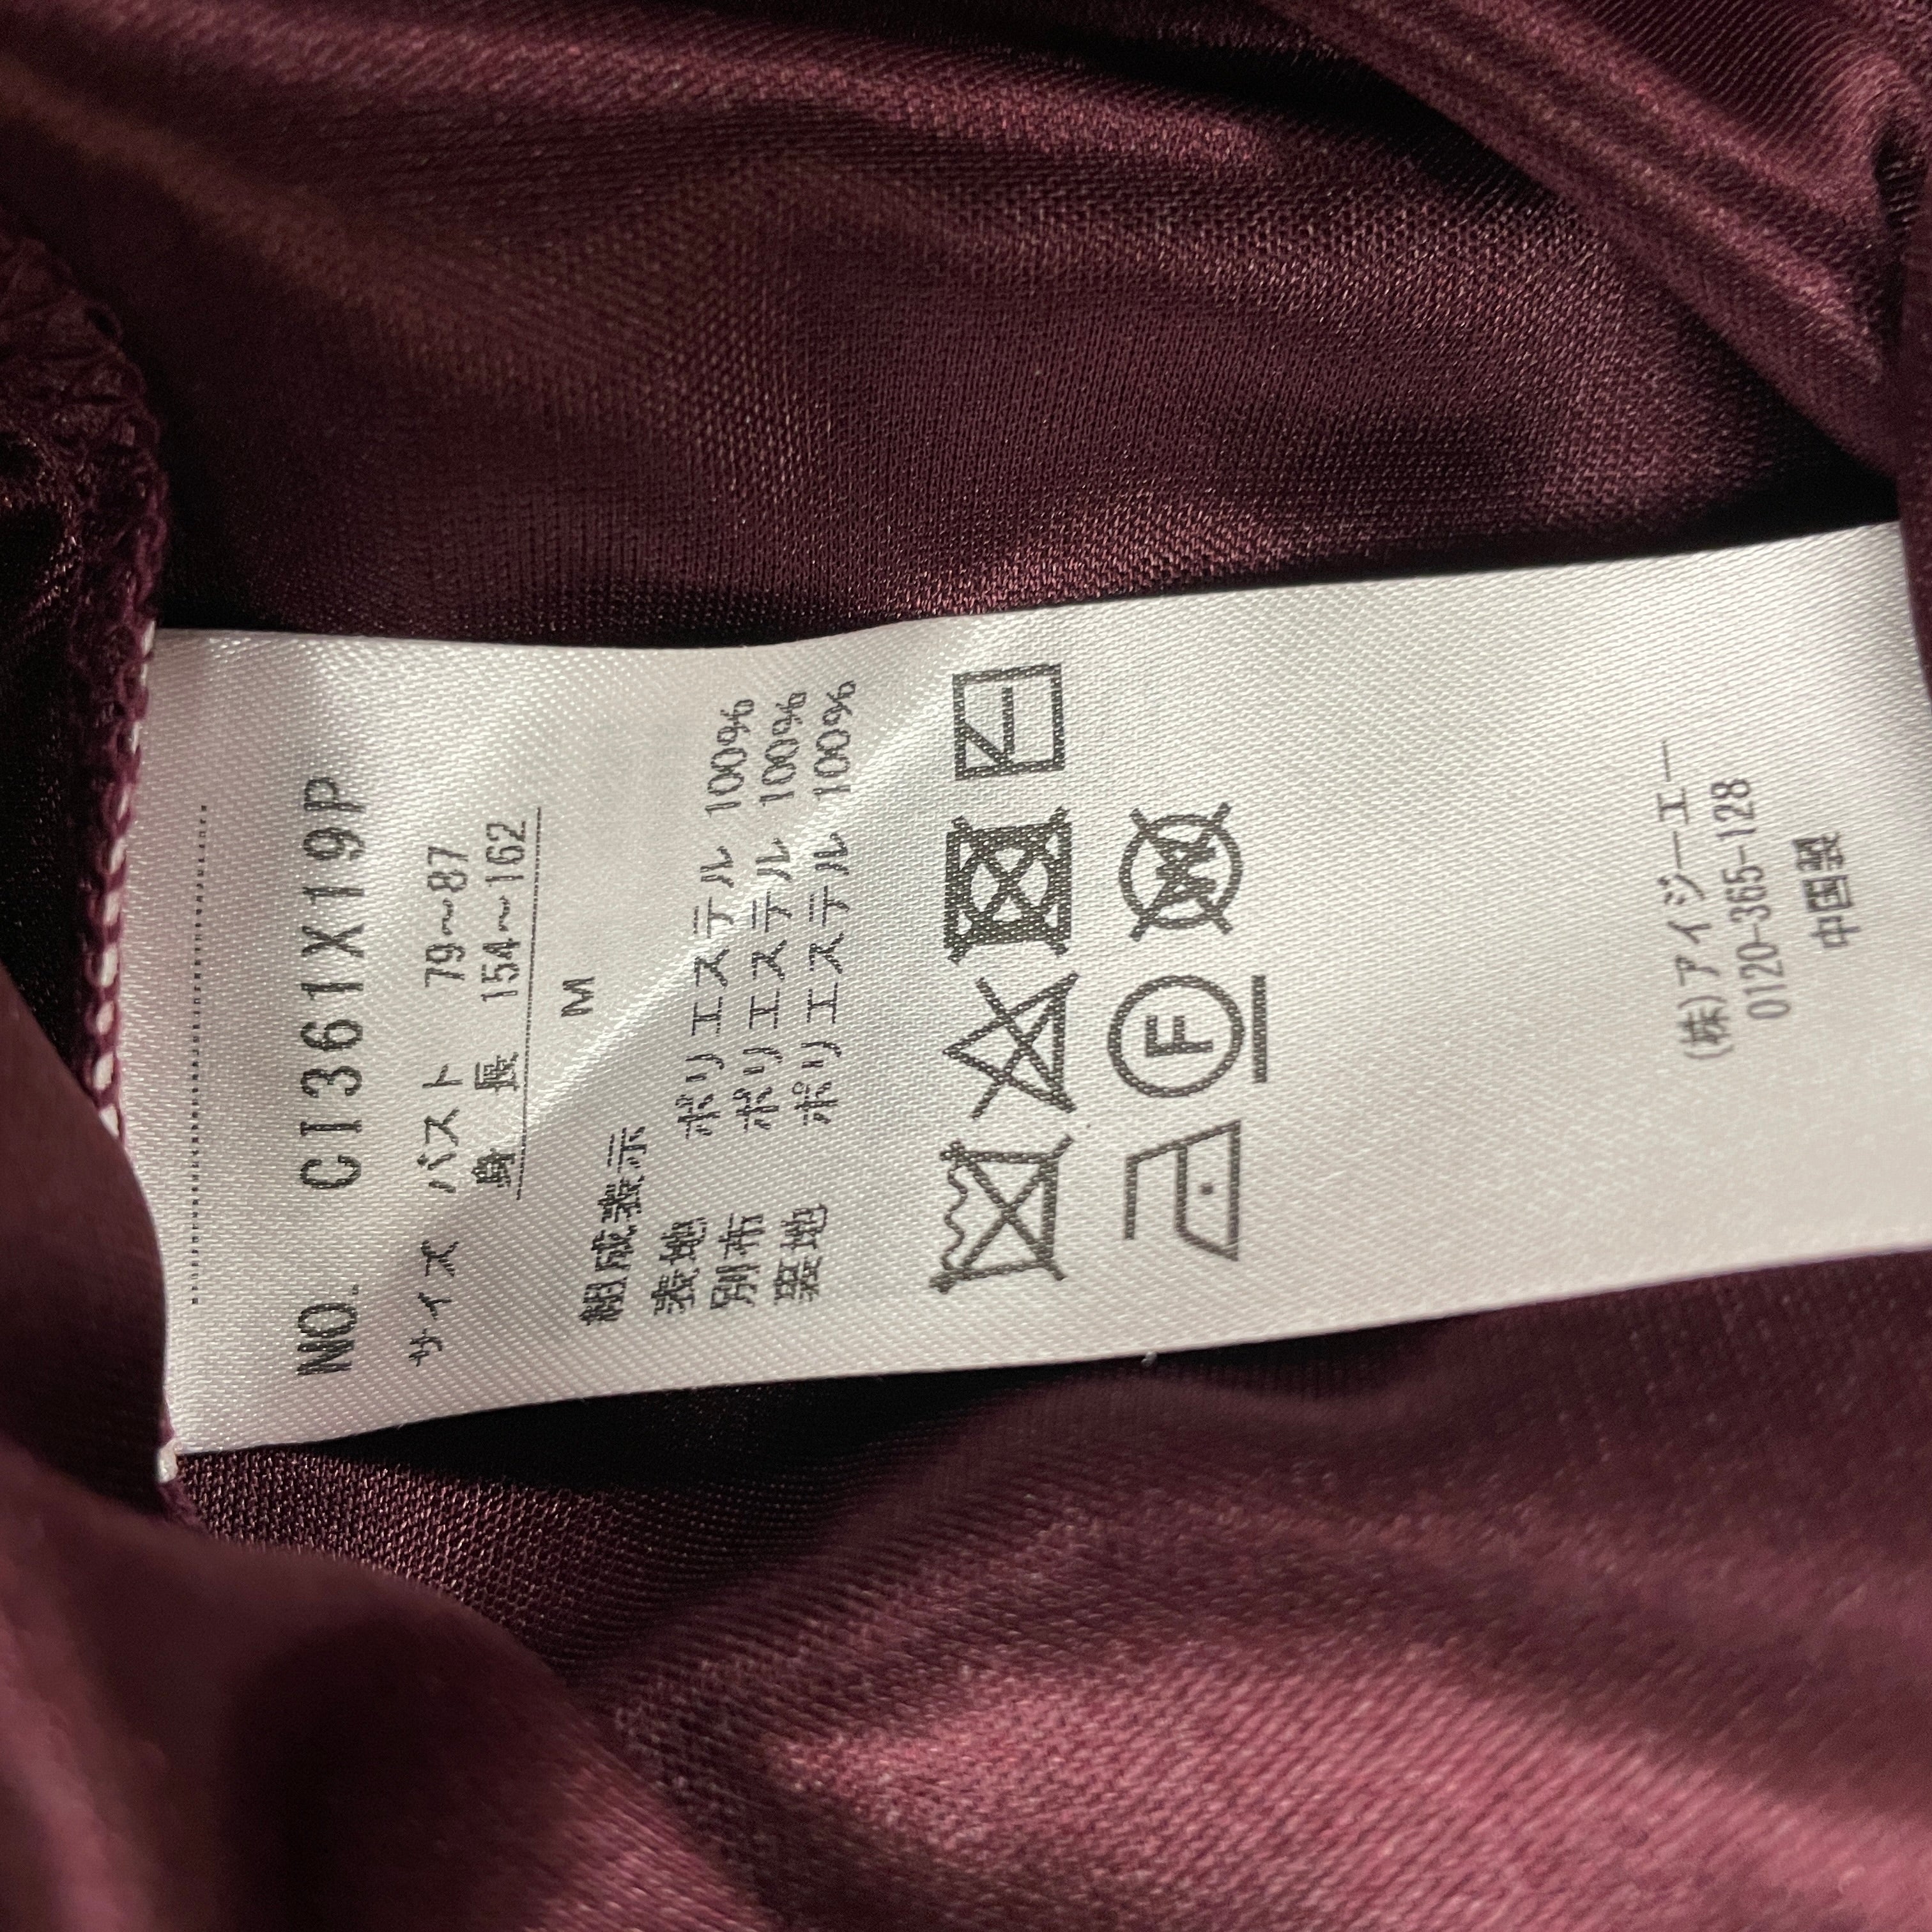 NO. CI361X19P
サイズ バスト 79~87
身長 154~162
M
組成表示
表地 ポリエステル 100%
別布 ポリエステル 100%
裏地 ポリエステル 100%
F
W
(株)アイジーエー
0120-365-128
中国製